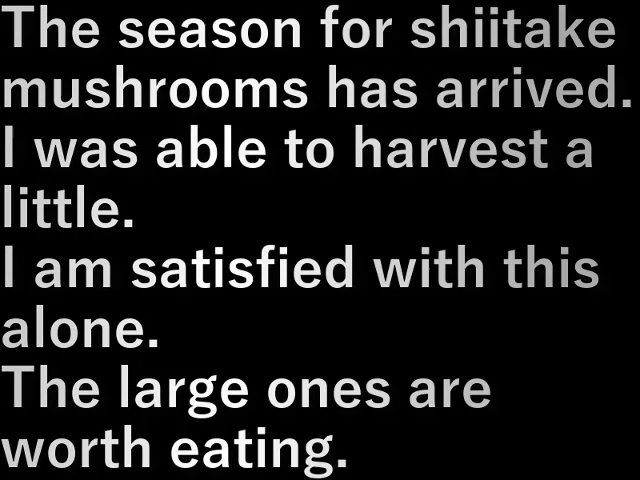 The season for shiitake
mushrooms has arrived.
I was able to harvest a
little.
I am satisfied with this
alone.
The large ones are
worth eating.